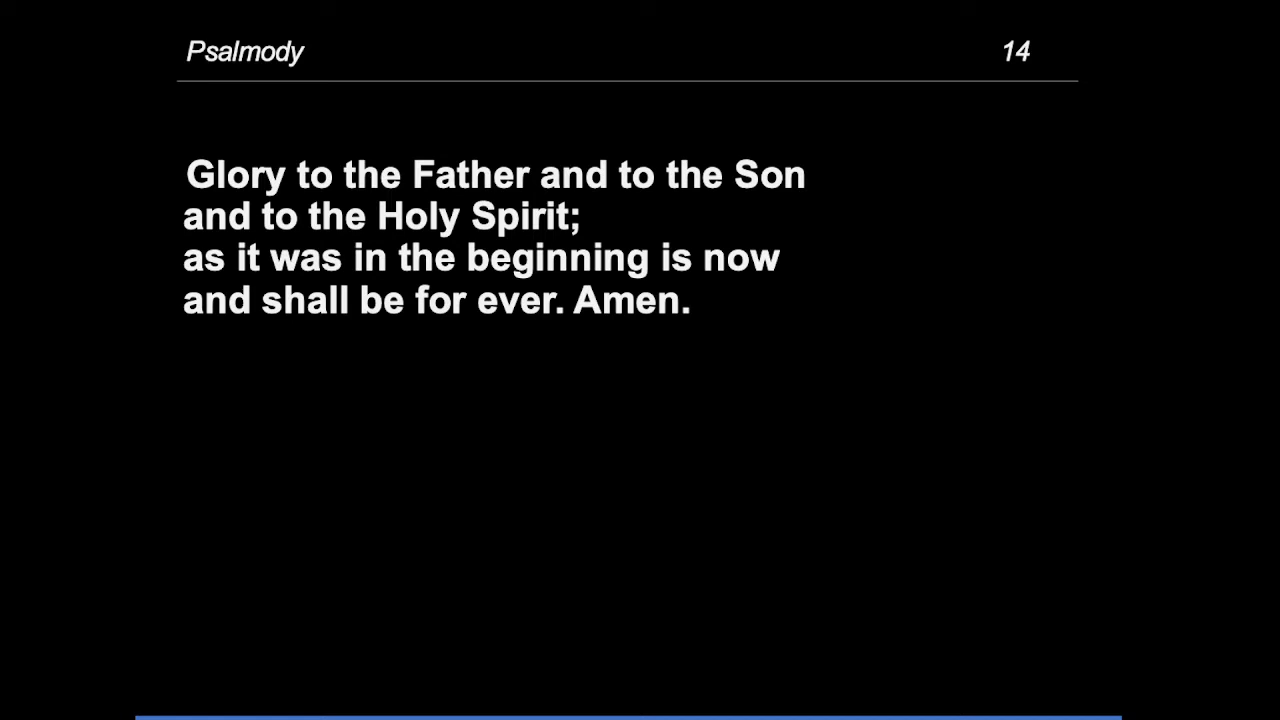 Psalmody 14
Glory to the Father and to the Son
and to the Holy Spirit;
as it was in the beginning is now
and shall be for ever. Amen.